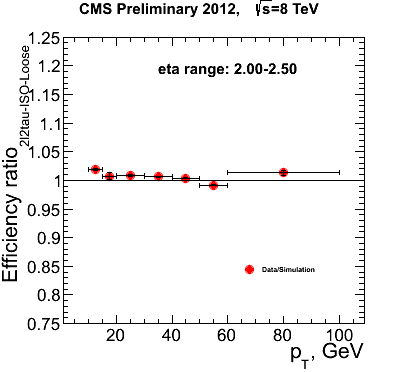 CMS Preliminary 2012, √s=8 TeV
eta range: 2.00-2.50
Efficiency ratio 2l2tau-ISO-Loose
1.25
1.2
1.15
1.1
1.05
1
0.95
0.9
0.85
0.8
0.75
Data/Simulation
20 40 60 80 100
pT, GeV